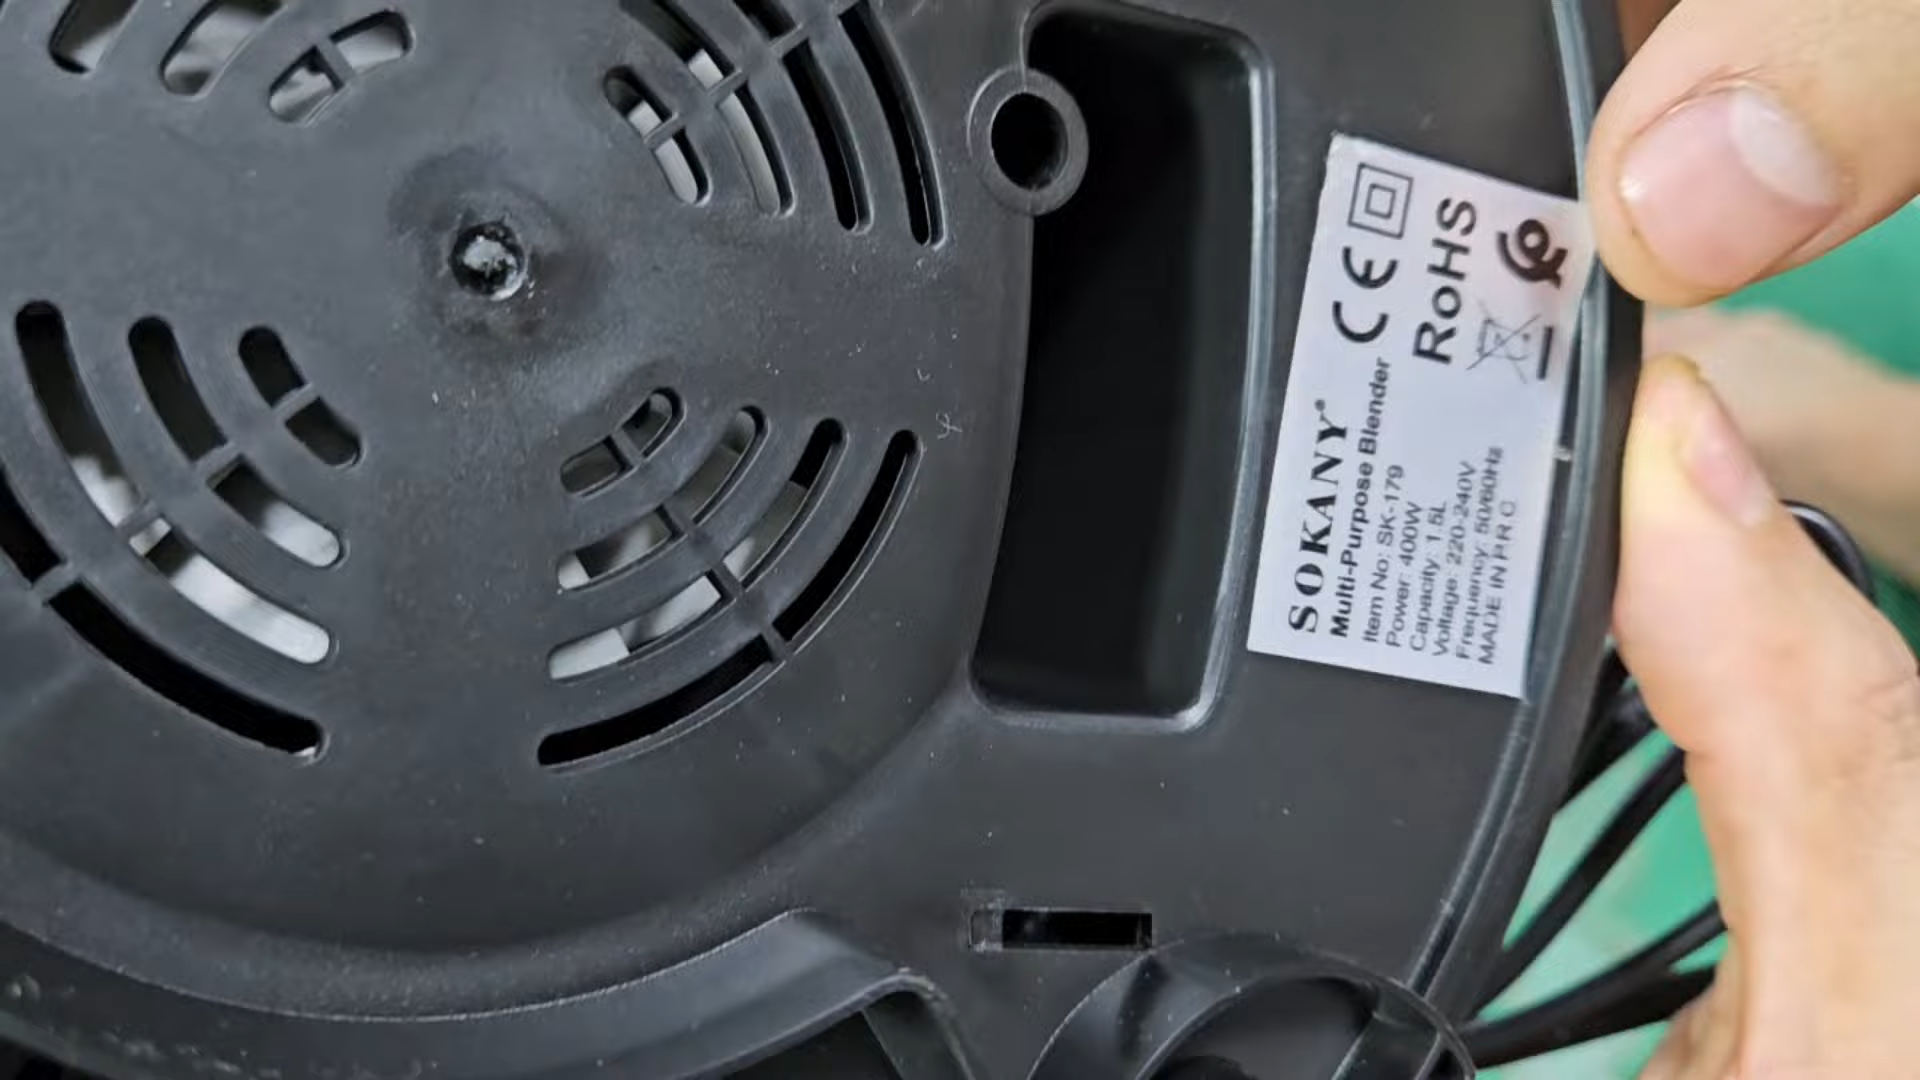 SOKANY®
Multi-Purpose Blender
Item No: SK-179
Power: 400W
Capacity: 1.5L
Voltage: 220-240V
Frequency: 50/60Hz
MADE IN P.R.C
CE
RoHS